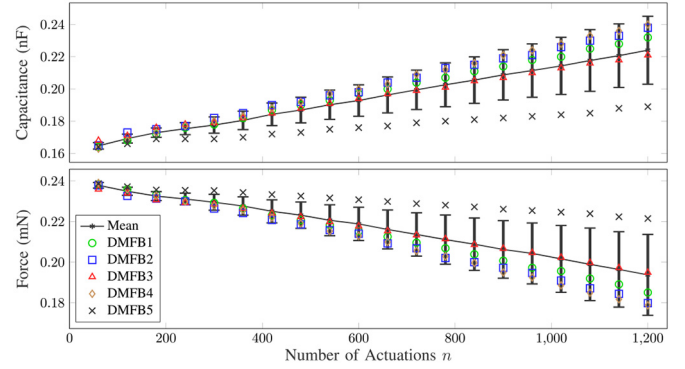 Capacitance (nF)
0.24
0.22
0.20
0.18
0.16
Force (mN)
0.24
0.22
0.20
0.18
Mean
DMFB1
DMFB2
DMFB3
DMFB4
DMFB5
0 200 400 600 800 1,000 1,200
Number of Actuations n